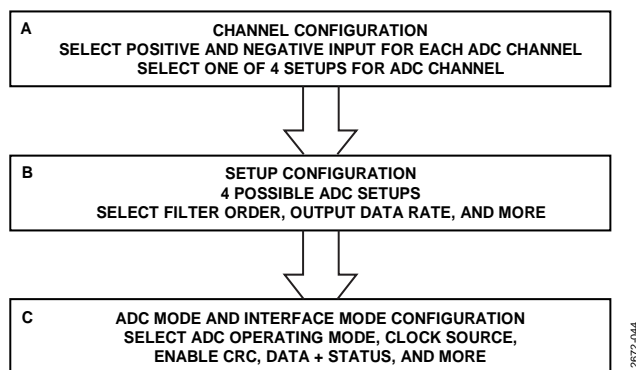 A
CHANNEL CONFIGURATION
SELECT POSITIVE AND NEGATIVE INPUT FOR EACH ADC CHANNEL
SELECT ONE OF 4 SETUPS FOR ADC CHANNEL
B
SETUP CONFIGURATION
4 POSSIBLE ADC SETUPS
SELECT FILTER ORDER, OUTPUT DATA RATE, AND MORE
C
ADC MODE AND INTERFACE MODE CONFIGURATION
SELECT ADC OPERATING MODE, CLOCK SOURCE,
ENABLE CRC, DATA + STATUS, AND MORE
2672-044